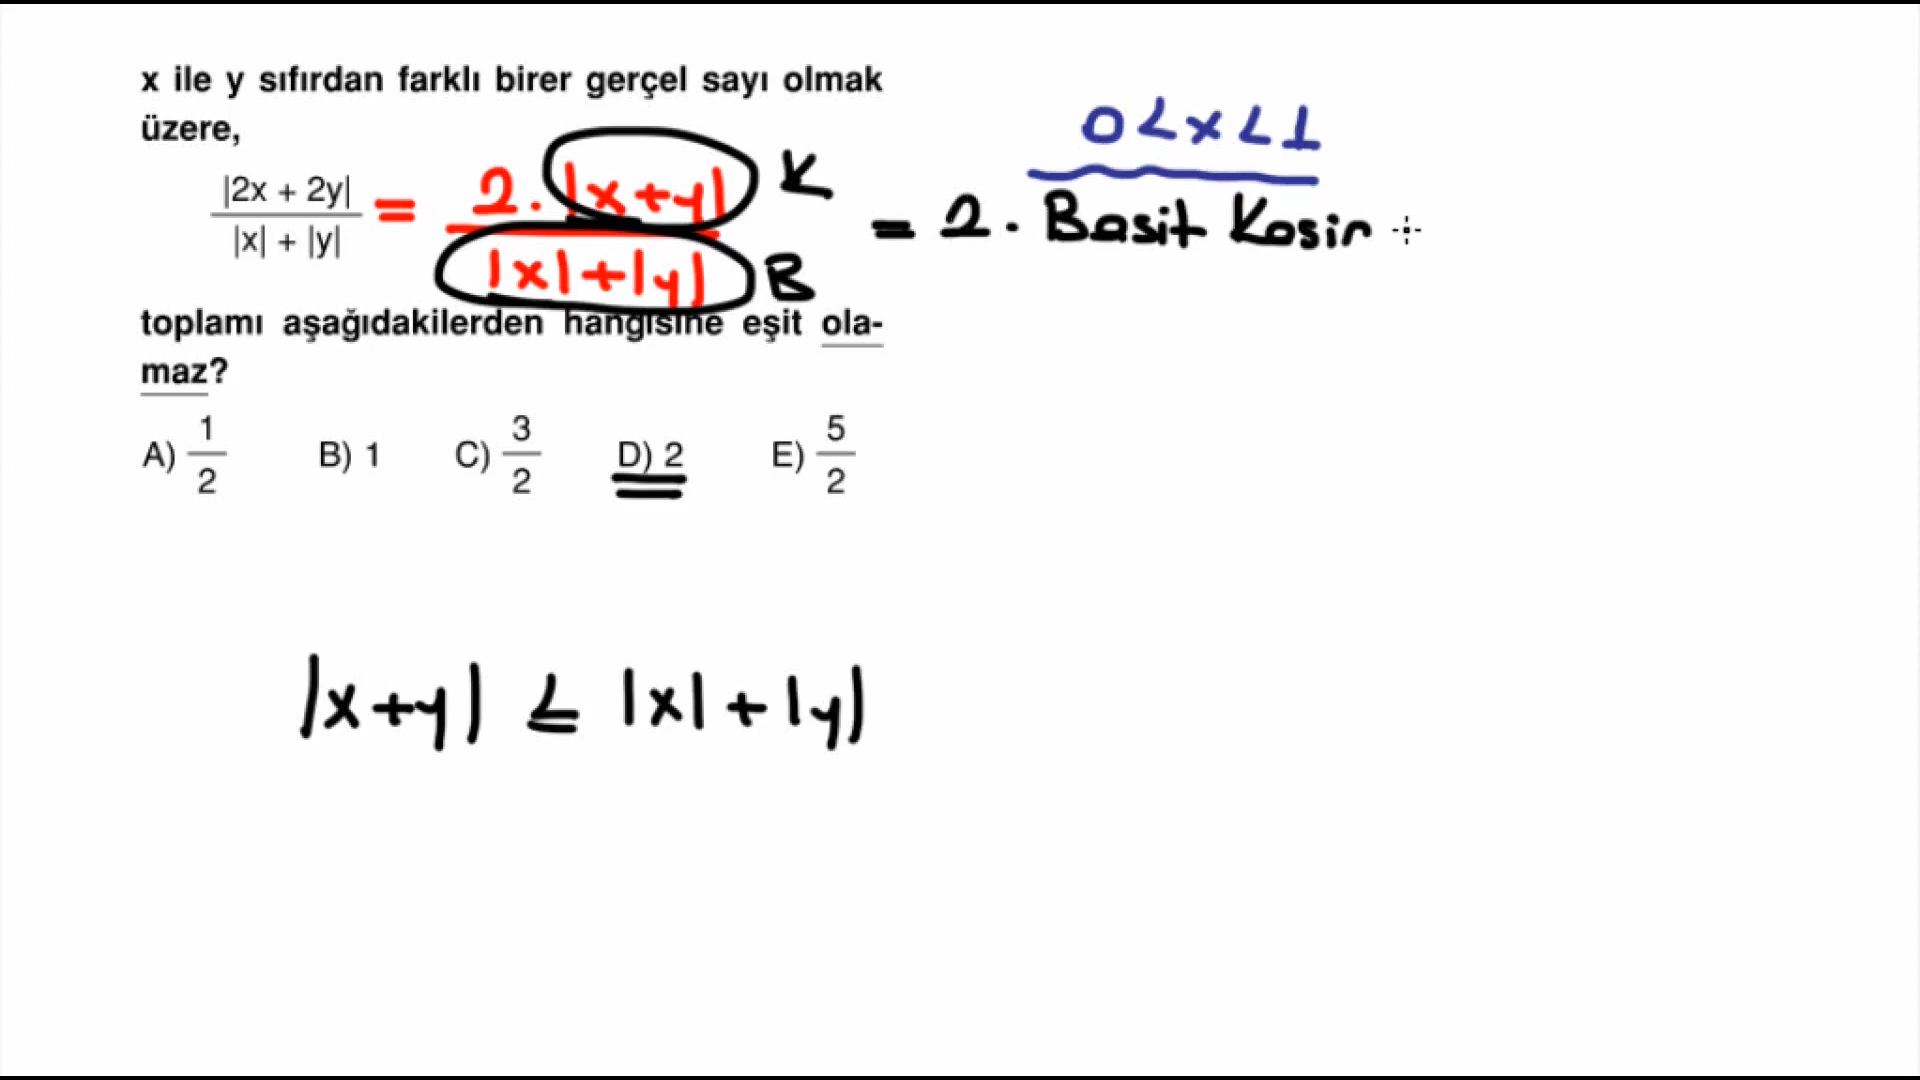 x ile y sıfırdan farklı birer gerçel sayı olmak
üzere,
|2x + 2y| / |x| + |y| = 2.|x+y| / |x|+|y|
K
B
0<x<1
= 2. Basit Kesir
toplamı aşağıdakilerden hangisine eşit ola-
maz?
A) 1/2 B) 1 C) 3/2 D) 2 E) 5/2
|x+y| ≤ |x|+|y|